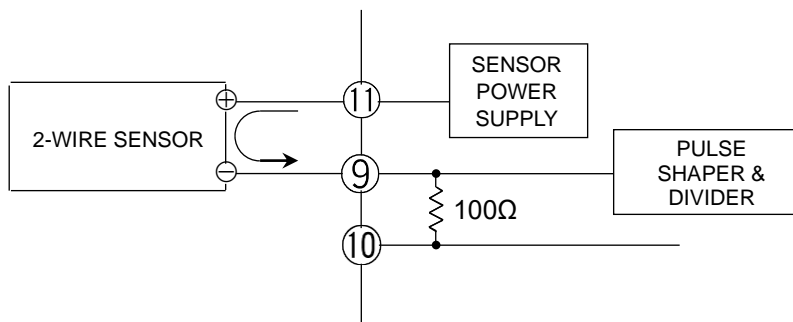 SENSOR
POWER
SUPPLY
+
11
2-WIRE SENSOR
PULSE
SHAPER &
DIVIDER
−
9
100Ω
10